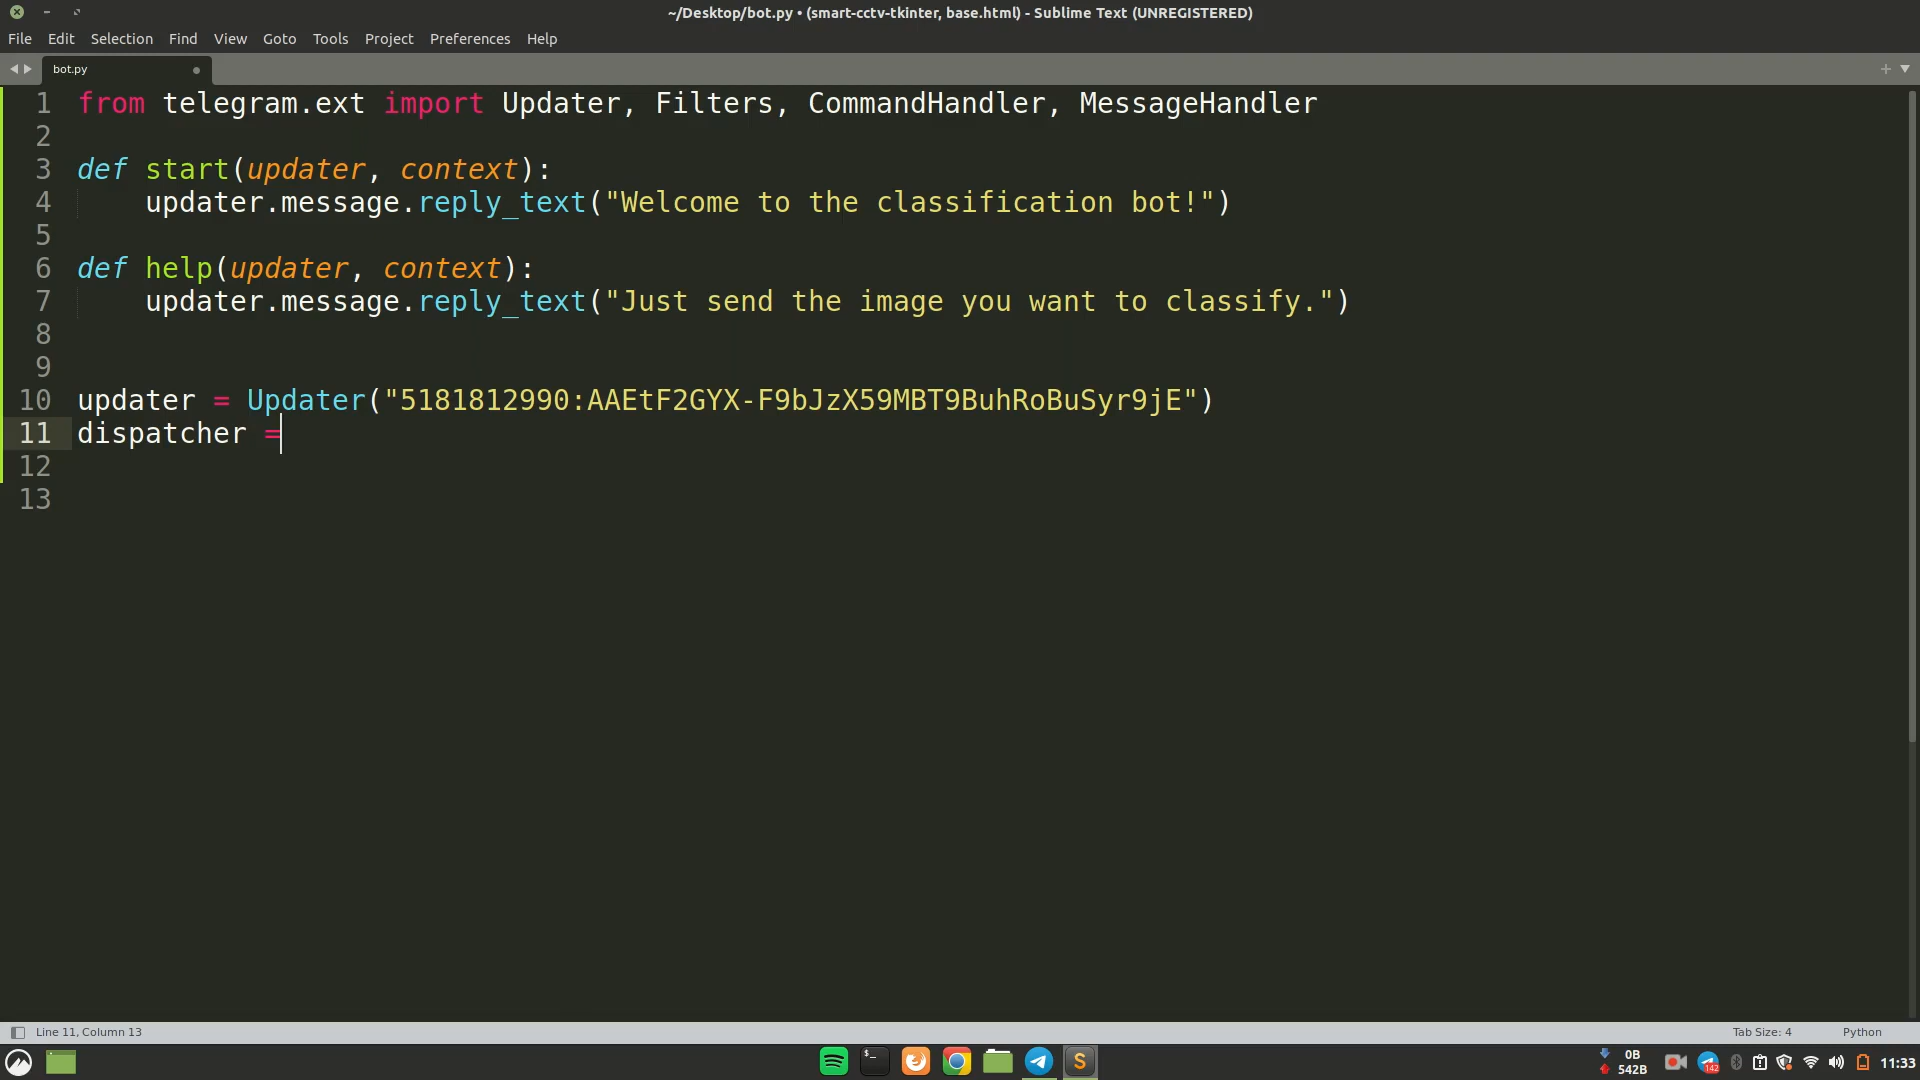 ~/Desktop/bot.py • (smart-cctv-tkinter, base.html) - Sublime Text (UNREGISTERED)
File Edit Selection Find View Goto Tools Project Preferences Help
bot.py
1 from telegram.ext import Updater, Filters, CommandHandler, MessageHandler
2
3 def start(updater, context):
4     updater.message.reply_text("Welcome to the classification bot!")
5
6 def help(updater, context):
7     updater.message.reply_text("Just send the image you want to classify.")
8
9
10 updater = Updater("5181812990:AAEtF2GYX-F9bJzX59MBT9BuhRoBuSyr9jE")
11 dispatcher =
12
13
Line 11, Column 13 Tab Size: 4 Python
0B
542B
142
11:33